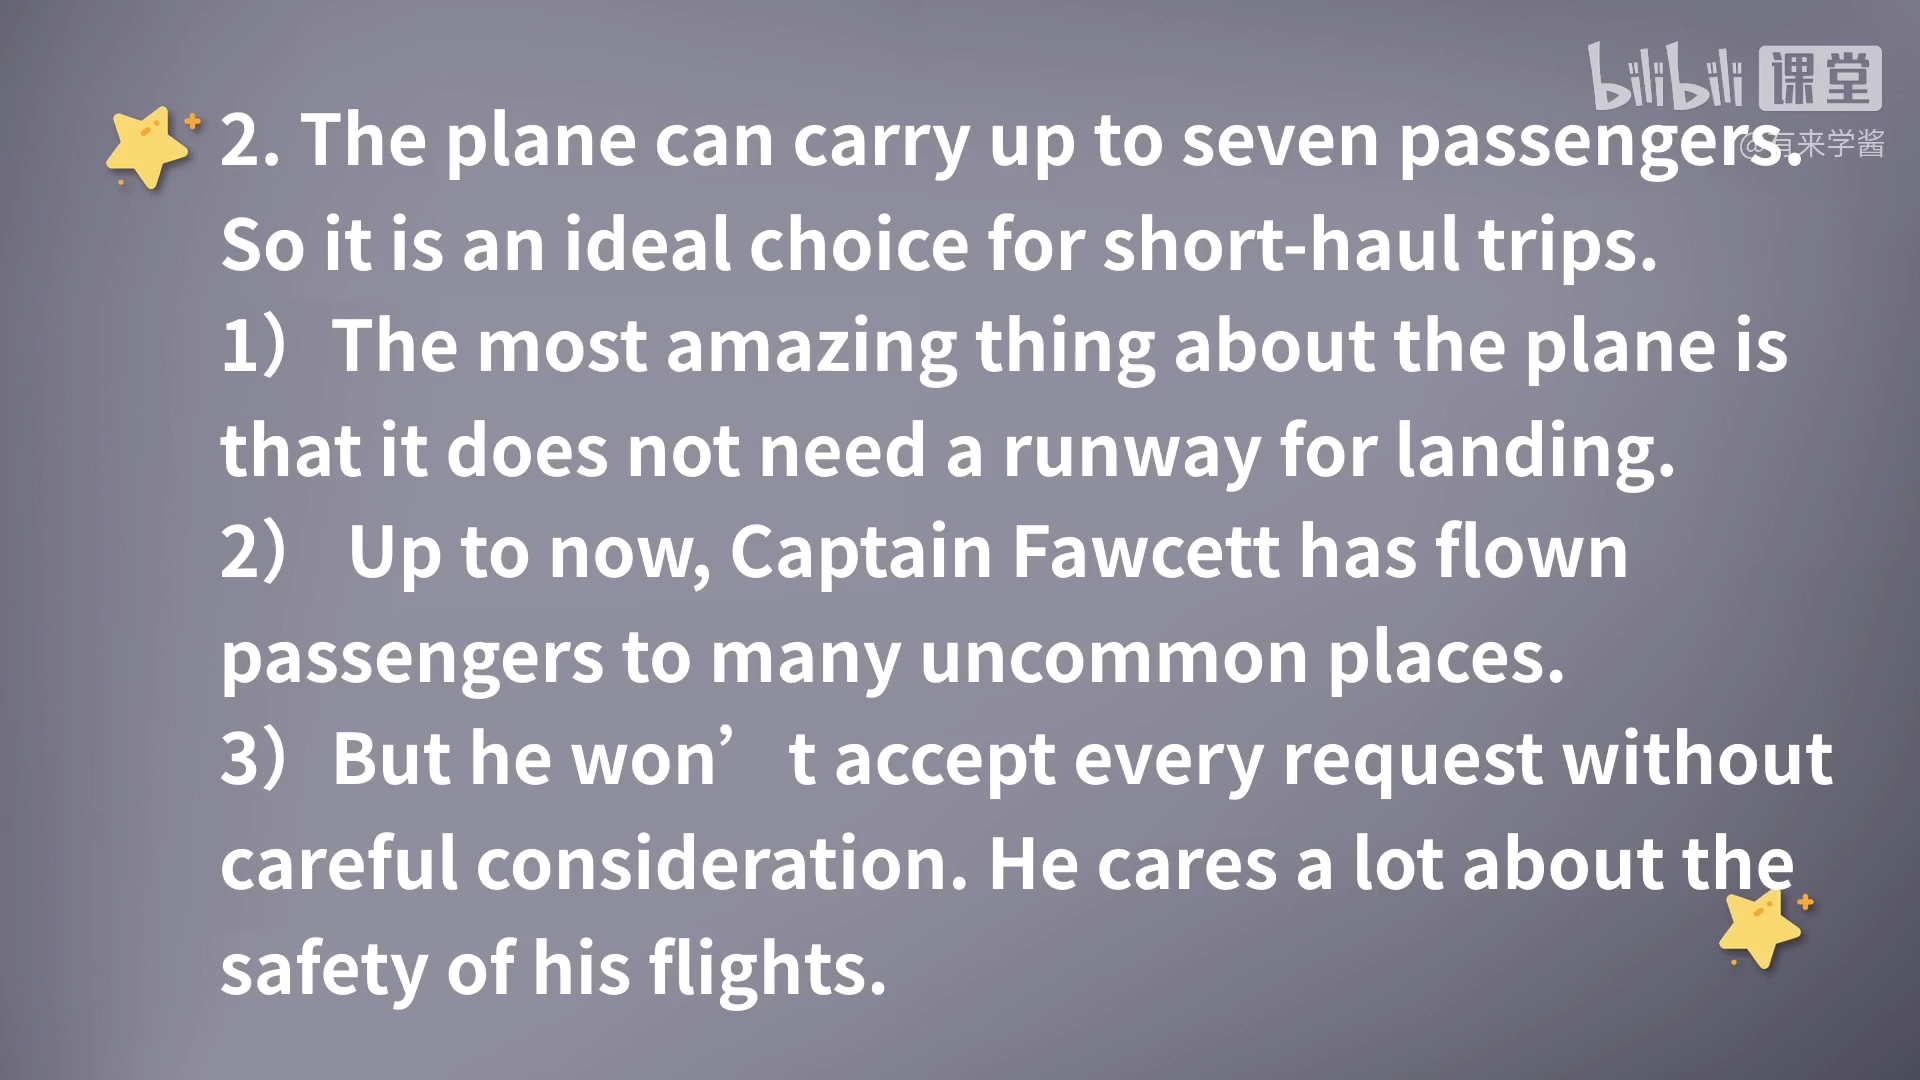 bilibili 课堂
@有来学酱
2. The plane can carry up to seven passengers.
So it is an ideal choice for short-haul trips.
1）The most amazing thing about the plane is
that it does not need a runway for landing.
2） Up to now, Captain Fawcett has flown
passengers to many uncommon places.
3）But he won’t accept every request without
careful consideration. He cares a lot about the
safety of his flights.